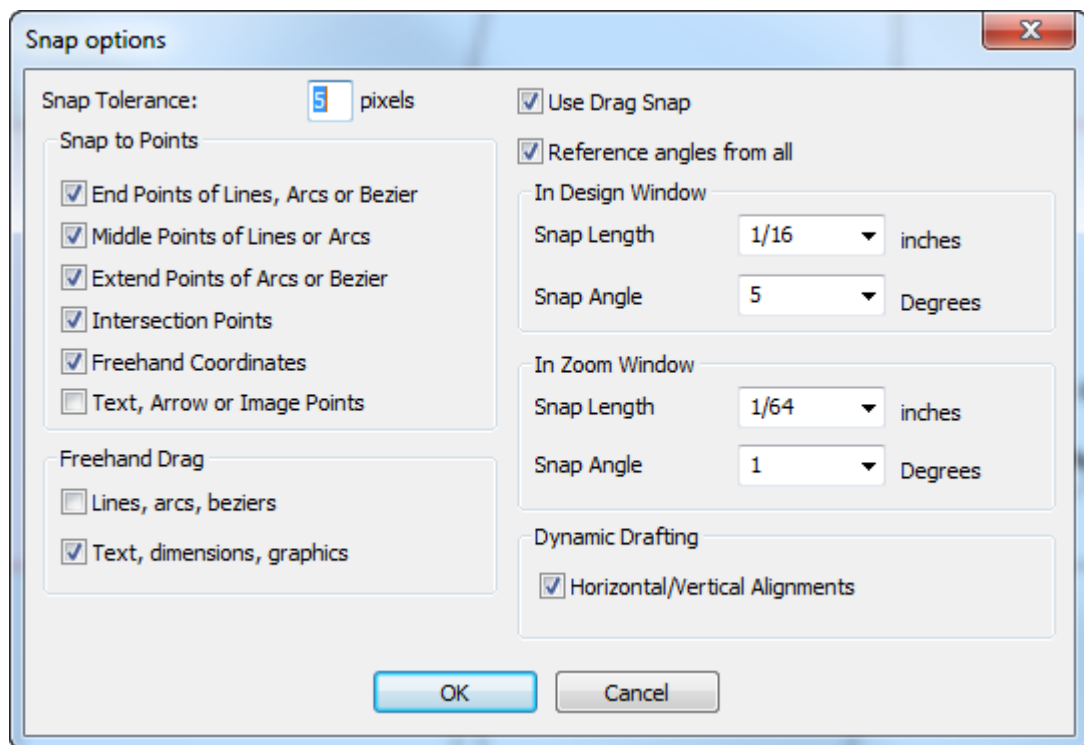 Snap options
Snap Tolerance: 5 pixels
Snap to Points
End Points of Lines, Arcs or Bezier
Middle Points of Lines or Arcs
Extend Points of Arcs or Bezier
Intersection Points
Freehand Coordinates
Text, Arrow or Image Points
Freehand Drag
Lines, arcs, beziers
Text, dimensions, graphics
Use Drag Snap
Reference angles from all
In Design Window
Snap Length 1/16 inches
Snap Angle 5 Degrees
In Zoom Window
Snap Length 1/64 inches
Snap Angle 1 Degrees
Dynamic Drafting
Horizontal/Vertical Alignments
OK Cancel